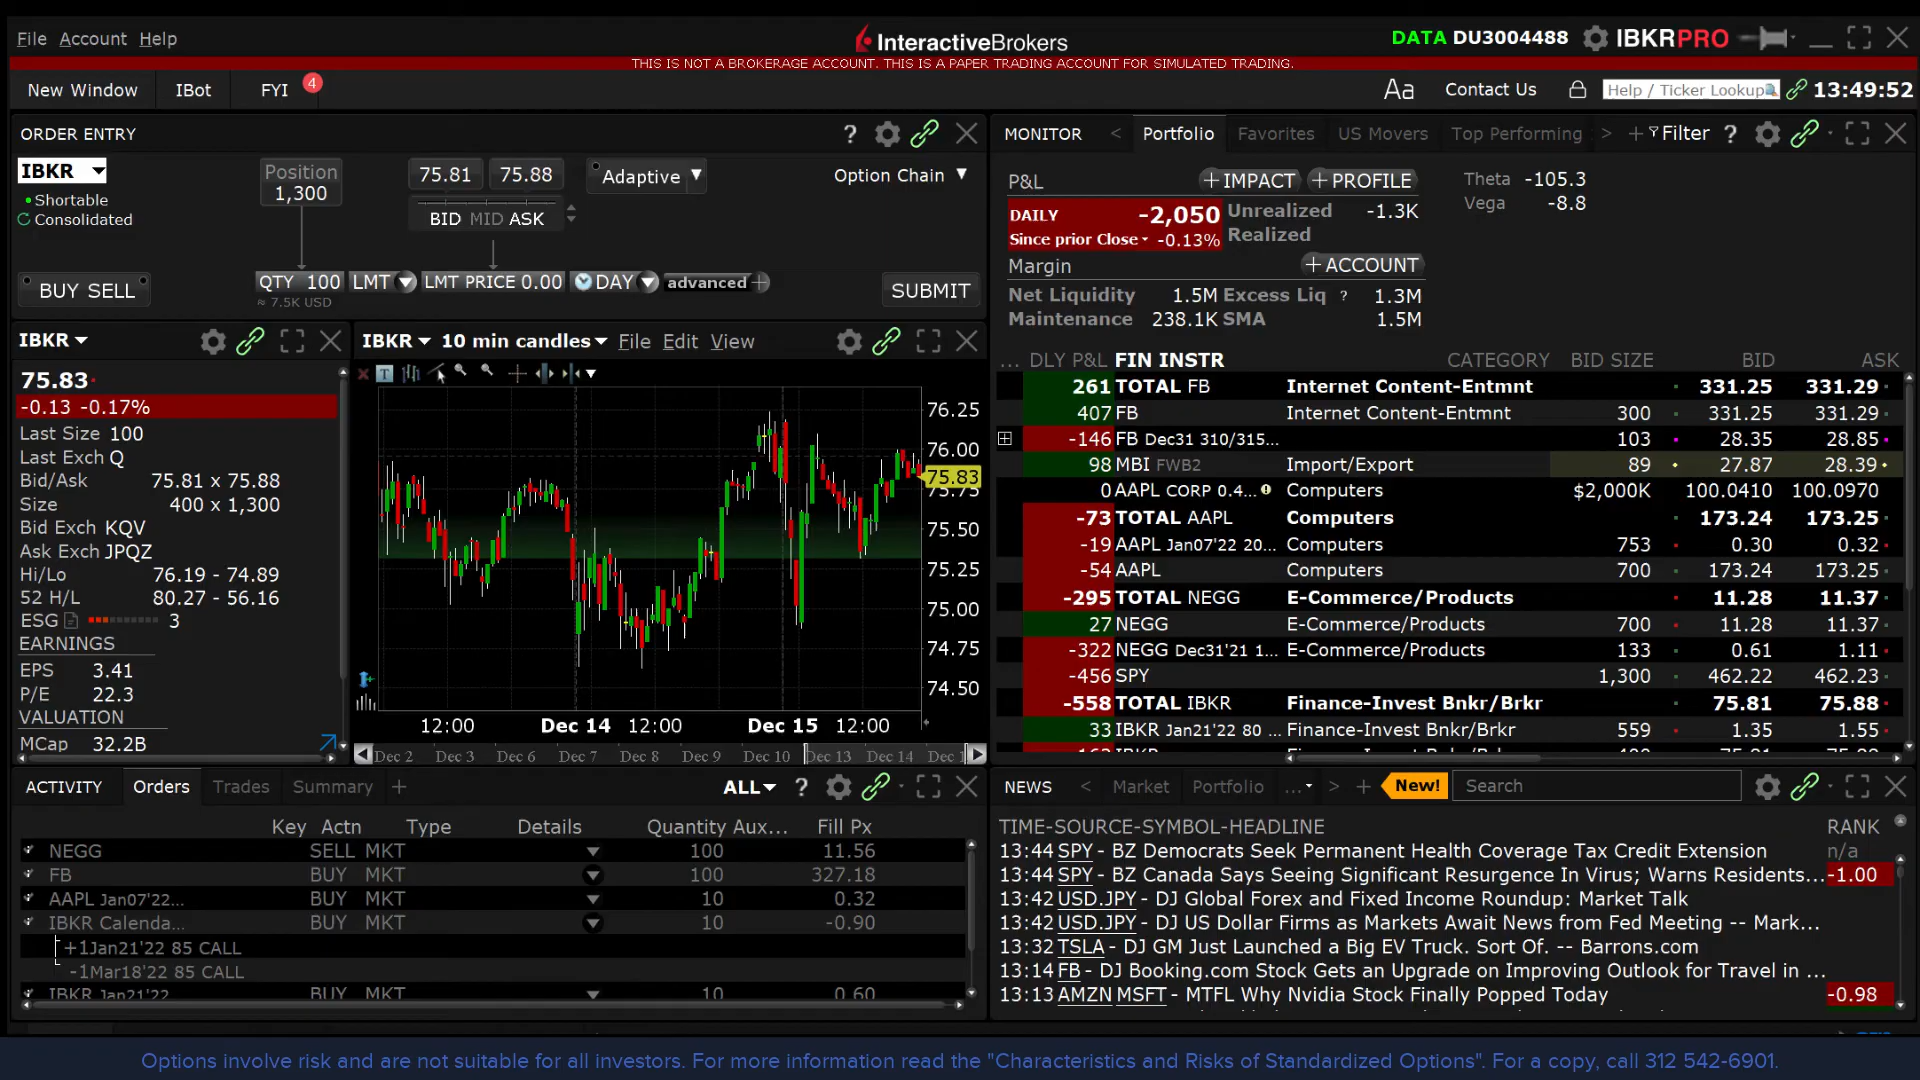 File Account Help
InteractiveBrokers
DATA DU3004488 IBKRPRO
THIS IS NOT A BROKERAGE ACCOUNT. THIS IS A PAPER TRADING ACCOUNT FOR SIMULATED TRADING.
New Window IBot FYI 4
Aa Contact Us Help / Ticker Lookup 13:49:52
ORDER ENTRY ?
IBKR
Shortable
Consolidated
Position
1,300
75.81 75.88
BID MID ASK
Adaptive
Option Chain
BUY SELL
QTY 100 LMT LMT PRICE 0.00 DAY advanced +
≈ 7.5K USD
SUBMIT
IBKR
75.83
-0.13 -0.17%
Last Size 100
Last Exch Q
Bid/Ask 75.81 x 75.88
Size 400 x 1,300
Bid Exch KQV
Ask Exch JPQZ
Hi/Lo 76.19 - 74.89
52 H/L 80.27 - 56.16
ESG 3
EARNINGS
EPS 3.41
P/E 22.3
VALUATION
MCap 32.2B
IBKR 10 min candles File Edit View
T
76.25
76.00
75.83
75.75
75.50
75.25
75.00
74.75
74.50
12:00 Dec 14 12:00 Dec 15 12:00
Dec 2 Dec 3 Dec 6 Dec 7 Dec 8 Dec 9 Dec 10 Dec 13 Dec 14 Dec 1
MONITOR < Portfolio Favorites US Movers Top Performing > + Filter ?
P&L +IMPACT +PROFILE
DAILY -2,050
Since prior Close -0.13%
Unrealized -1.3K
Realized
Theta -105.3
Vega -8.8
Margin +ACCOUNT
Net Liquidity 1.5M Excess Liq ? 1.3M
Maintenance 238.1K SMA 1.5M
... DLY P&L FIN INSTR CATEGORY BID SIZE BID ASK
261 TOTAL FB Internet Content-Entmnt 331.25 331.29
407 FB Internet Content-Entmnt 300 331.25 331.29
-146 FB Dec31 310/315... 103 28.35 28.85
98 MBI FWB2 Import/Export 89 27.87 28.39
0 AAPL CORP 0.4... Computers $2,000K 100.0410 100.0970
-73 TOTAL AAPL Computers 173.24 173.25
-19 AAPL Jan07'22 20... Computers 753 0.30 0.32
-54 AAPL Computers 700 173.24 173.25
-295 TOTAL NEGG E-Commerce/Products 11.28 11.37
27 NEGG E-Commerce/Products 700 11.28 11.37
-322 NEGG Dec31'21 1... E-Commerce/Products 133 0.61 1.11
-456 SPY 1,300 462.22 462.23
-558 TOTAL IBKR Finance-Invest Bnkr/Brkr 75.81 75.88
33 IBKR Jan21'22 80 ... Finance-Invest Bnkr/Brkr 559 1.35 1.55
ACTIVITY Orders Trades Summary + ALL ?
Key Actn Type Details Quantity Aux... Fill Px
NEGG SELL MKT 100 11.56
FB BUY MKT 100 327.18
AAPL Jan07'22... BUY MKT 10 0.32
IBKR Calenda... BUY MKT 10 -0.90
+1Jan21'22 85 CALL
-1Mar18'22 85 CALL
IBKR Jan21'22 BUY MKT 10 0.60
NEWS < Market Portfolio ... > + New! Search
TIME-SOURCE-SYMBOL-HEADLINE RANK
13:44 SPY - BZ Democrats Seek Permanent Health Coverage Tax Credit Extension n/a
13:44 SPY - BZ Canada Says Seeing Significant Resurgence In Virus; Warns Residents... -1.00
13:42 USD.JPY - DJ Global Forex and Fixed Income Roundup: Market Talk
13:42 USD.JPY - DJ US Dollar Firms as Markets Await News from Fed Meeting -- Mark...
13:32 TSLA - DJ GM Just Launched a Big EV Truck. Sort Of. -- Barrons.com
13:14 FB - DJ Booking.com Stock Gets an Upgrade on Improving Outlook for Travel in ...
13:13 AMZN MSFT - MTFL Why Nvidia Stock Finally Popped Today -0.98
Options involve risk and are not suitable for all investors. For more information read the "Characteristics and Risks of Standardized Options". For a copy, call 312 542-6901.